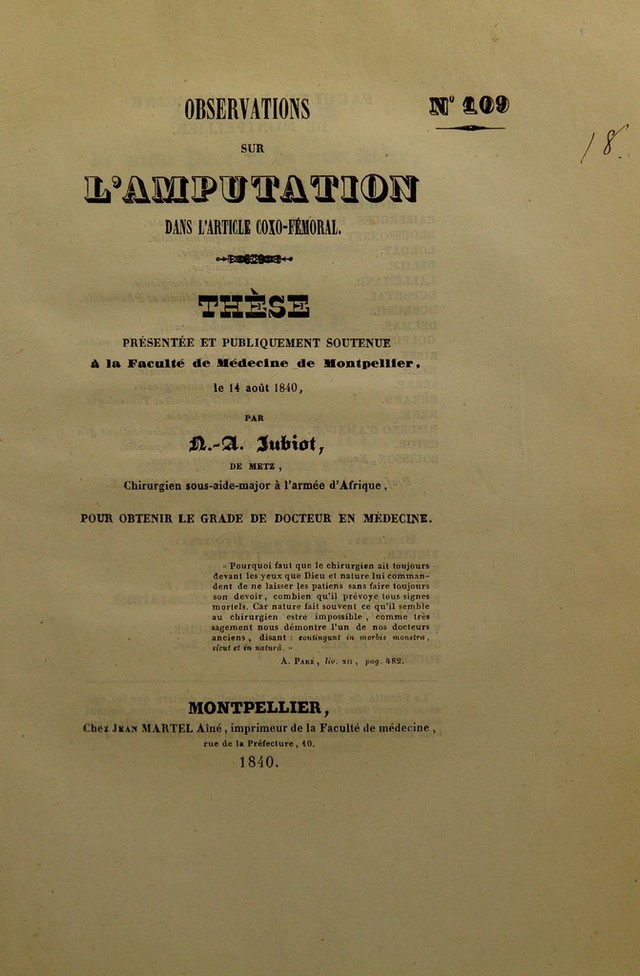 OBSERVATIONS
Nº 109
18.
SUR
L'AMPUTATION
DANS L'ARTICLE COXO-FÉMORAL.
THÈSE
PRÉSENTÉE ET PUBLIQUEMENT SOUTENUE
à la Faculté de Médecine de Montpellier,
le 14 août 1840,
PAR
N.-A. Jubiot,
DE METZ,
Chirurgien sous-aide-major à l'armée d'Afrique,
POUR OBTENIR LE GRADE DE DOCTEUR EN MÉDECINE.
« Pourquoi faut que le chirurgien ait toujours
devant les yeux que Dieu et nature lui comman-
dent de ne laisser les patiens sans faire toujours
son devoir, combien qu'il prévoye tous signes
mortels. Car nature fait souvent ce qu'il semble
au chirurgien estre impossible, comme très
sagement nous démontre l'un de nos docteurs
anciens, disant : contingunt in morbis monstra,
sicut et in naturâ. »
A. PARÉ, liv. XII, pag. 482.
MONTPELLIER,
Chez JEAN MARTEL Aîné, imprimeur de la Faculté de médecine,
rue de la Préfecture, 10.
1840.